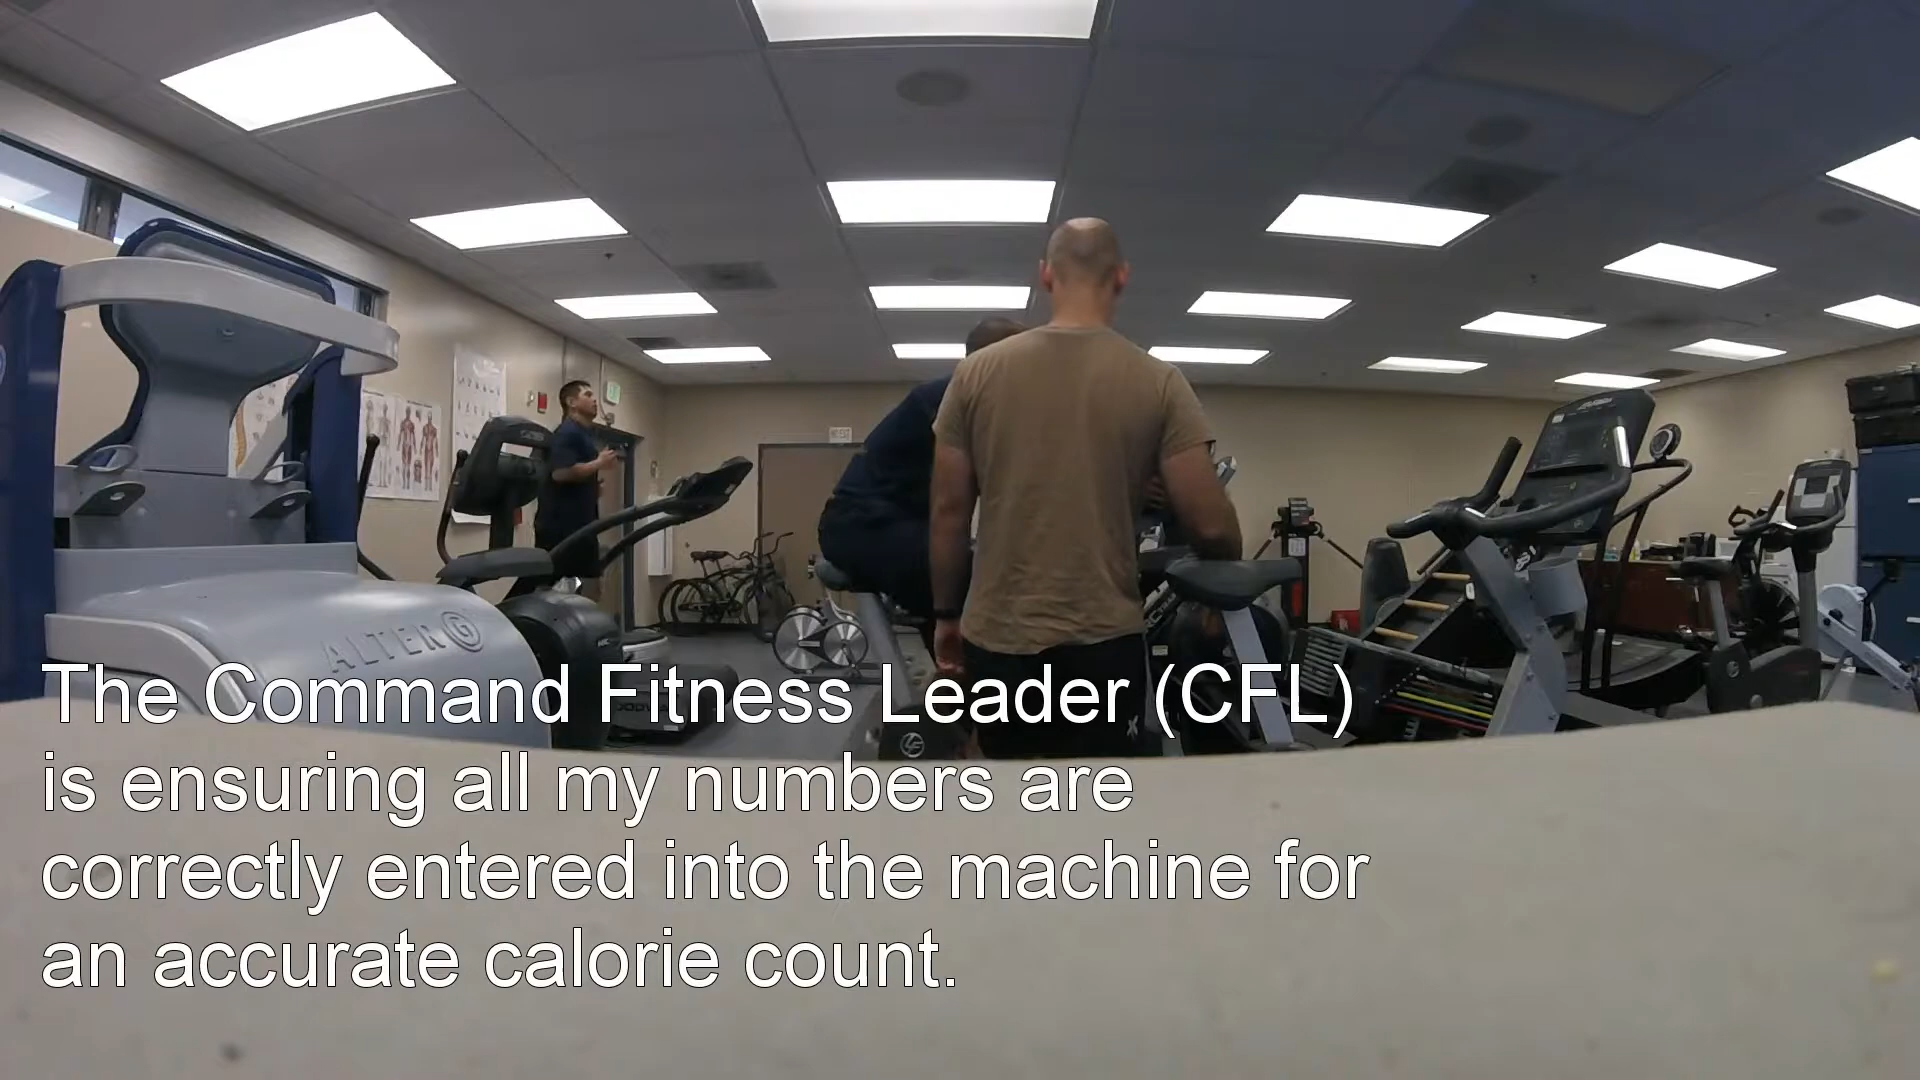 ALTER G
The Command Fitness Leader (CFL)
is ensuring all my numbers are
correctly entered into the machine for
an accurate calorie count.